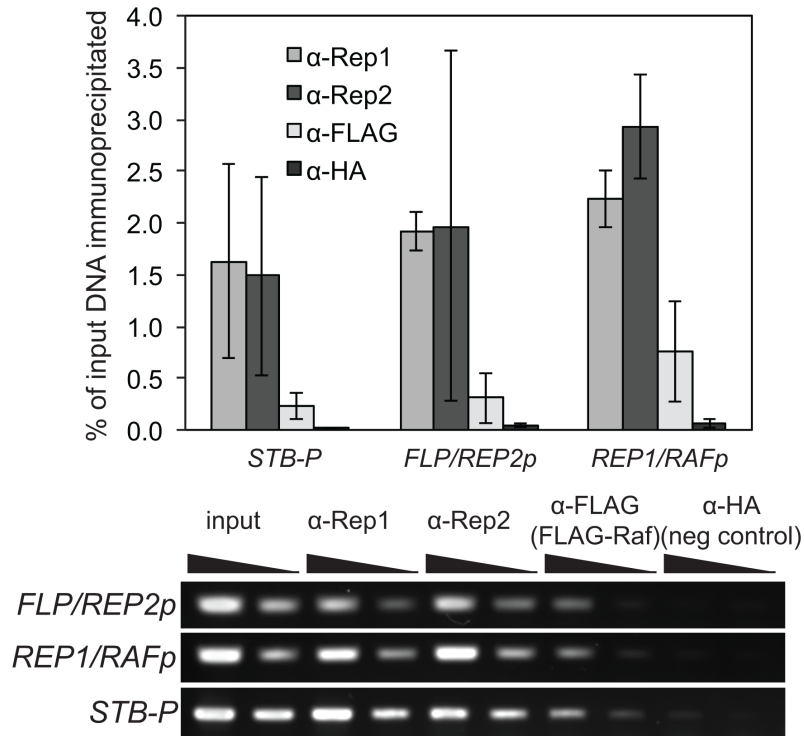 % of input DNA immunoprecipitated
4.0
3.5
3.0
2.5
2.0
1.5
1.0
0.5
0.0
α-Rep1
α-Rep2
α-FLAG
α-HA
STB-P FLP/REP2p REP1/RAFp
input α-Rep1 α-Rep2 α-FLAG α-HA
(FLAG-Raf) (neg control)
FLP/REP2p
REP1/RAFp
STB-P